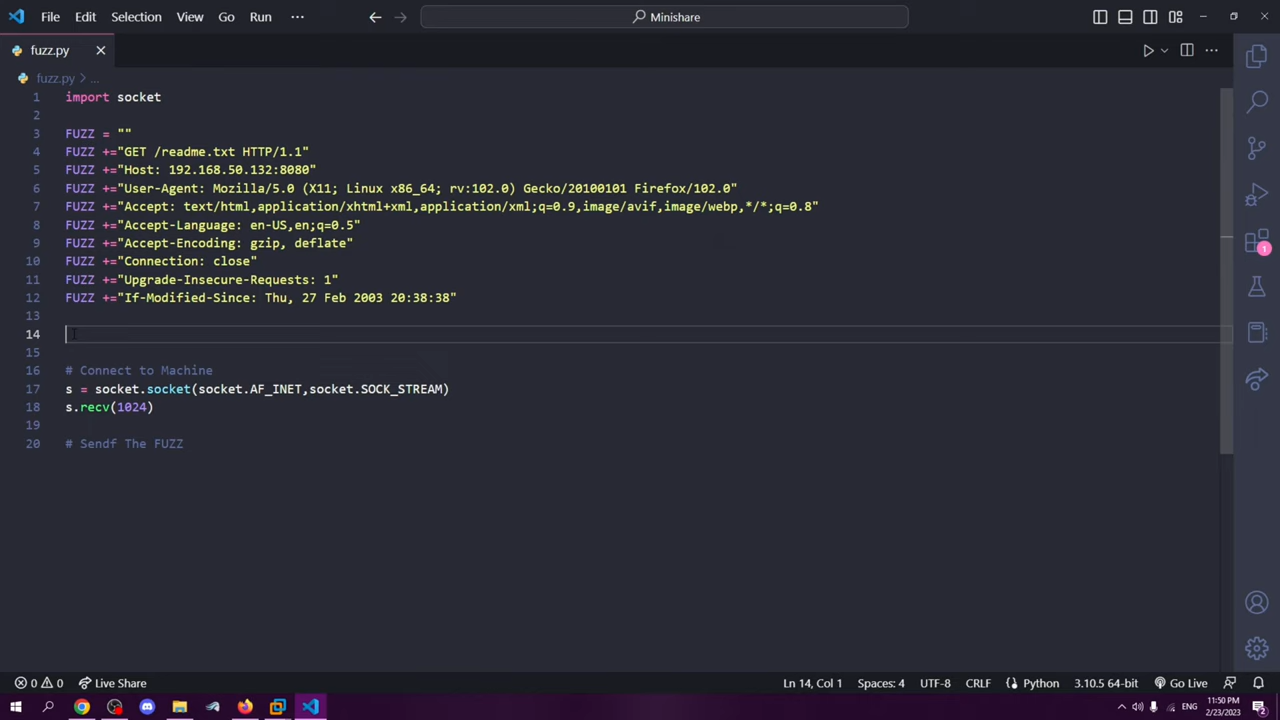 File Edit Selection View Go Run ··· Minishare
fuzz.py
fuzz.py > ...
1 import socket
2
3 FUZZ = ""
4 FUZZ +="GET /readme.txt HTTP/1.1"
5 FUZZ +="Host: 192.168.50.132:8080"
6 FUZZ +="User-Agent: Mozilla/5.0 (X11; Linux x86_64; rv:102.0) Gecko/20100101 Firefox/102.0"
7 FUZZ +="Accept: text/html,application/xhtml+xml,application/xml;q=0.9,image/avif,image/webp,*/*;q=0.8"
8 FUZZ +="Accept-Language: en-US,en;q=0.5"
9 FUZZ +="Accept-Encoding: gzip, deflate"
10 FUZZ +="Connection: close"
11 FUZZ +="Upgrade-Insecure-Requests: 1"
12 FUZZ +="If-Modified-Since: Thu, 27 Feb 2003 20:38:38"
13
14
15
16 # Connect to Machine
17 s = socket.socket(socket.AF_INET,socket.SOCK_STREAM)
18 s.recv(1024)
19
20 # Sendf The FUZZ
1
0 0 Live Share Ln 14, Col 1 Spaces: 4 UTF-8 CRLF Python 3.10.5 64-bit Go Live
ENG 11:50 PM
2/23/2023 2